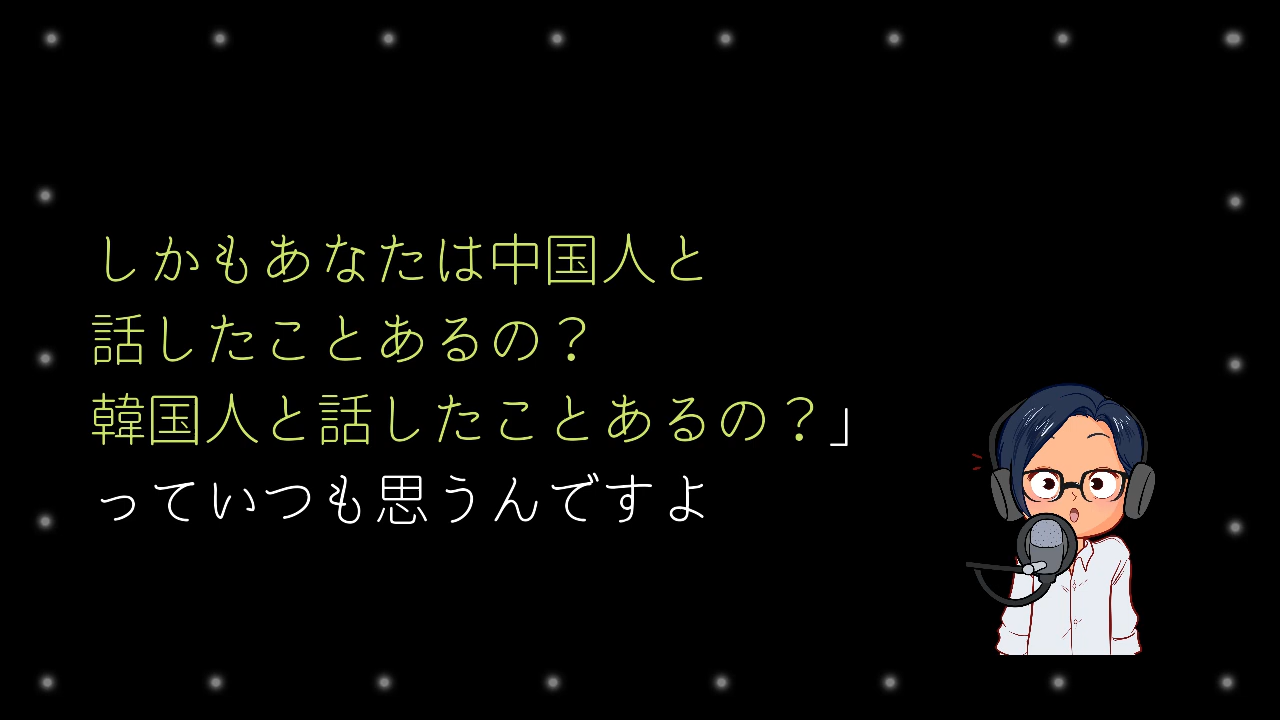 しかもあなたは中国人と
話したことあるの？
韓国人と話したことあるの？」
っていつも思うんですよ